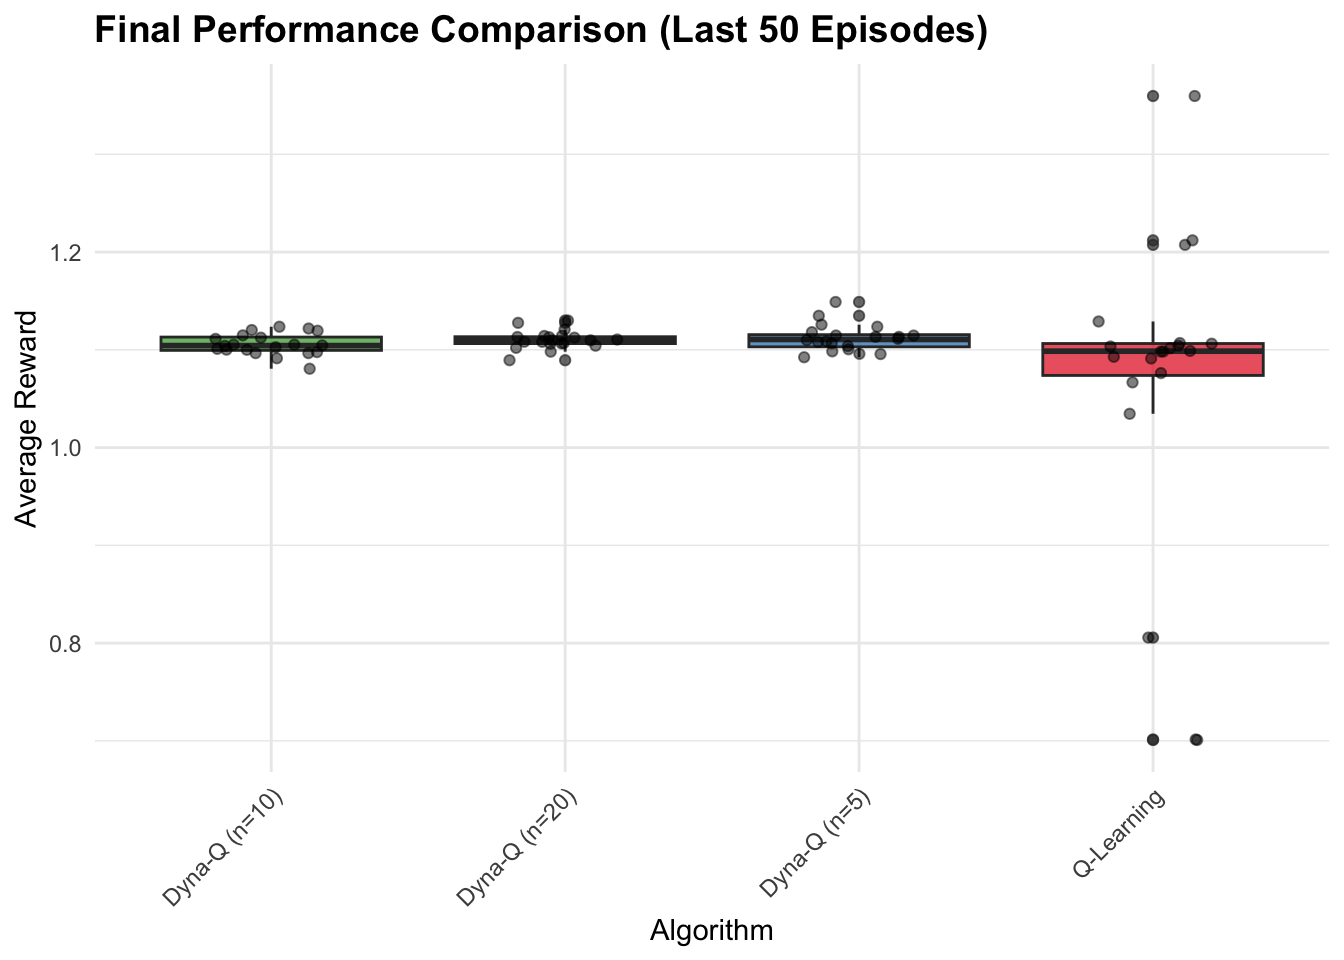 Final Performance Comparison (Last 50 Episodes)
Average Reward
1.2
1.0
0.8
Dyna-Q (n=10)
Dyna-Q (n=20)
Dyna-Q (n=5)
Q-Learning
Algorithm